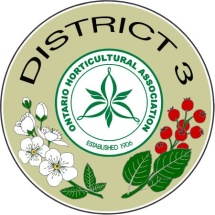 DISTRICT 3
ONTARIO HORTICULTURAL ASSOCIATION
ESTABLISHED 1906